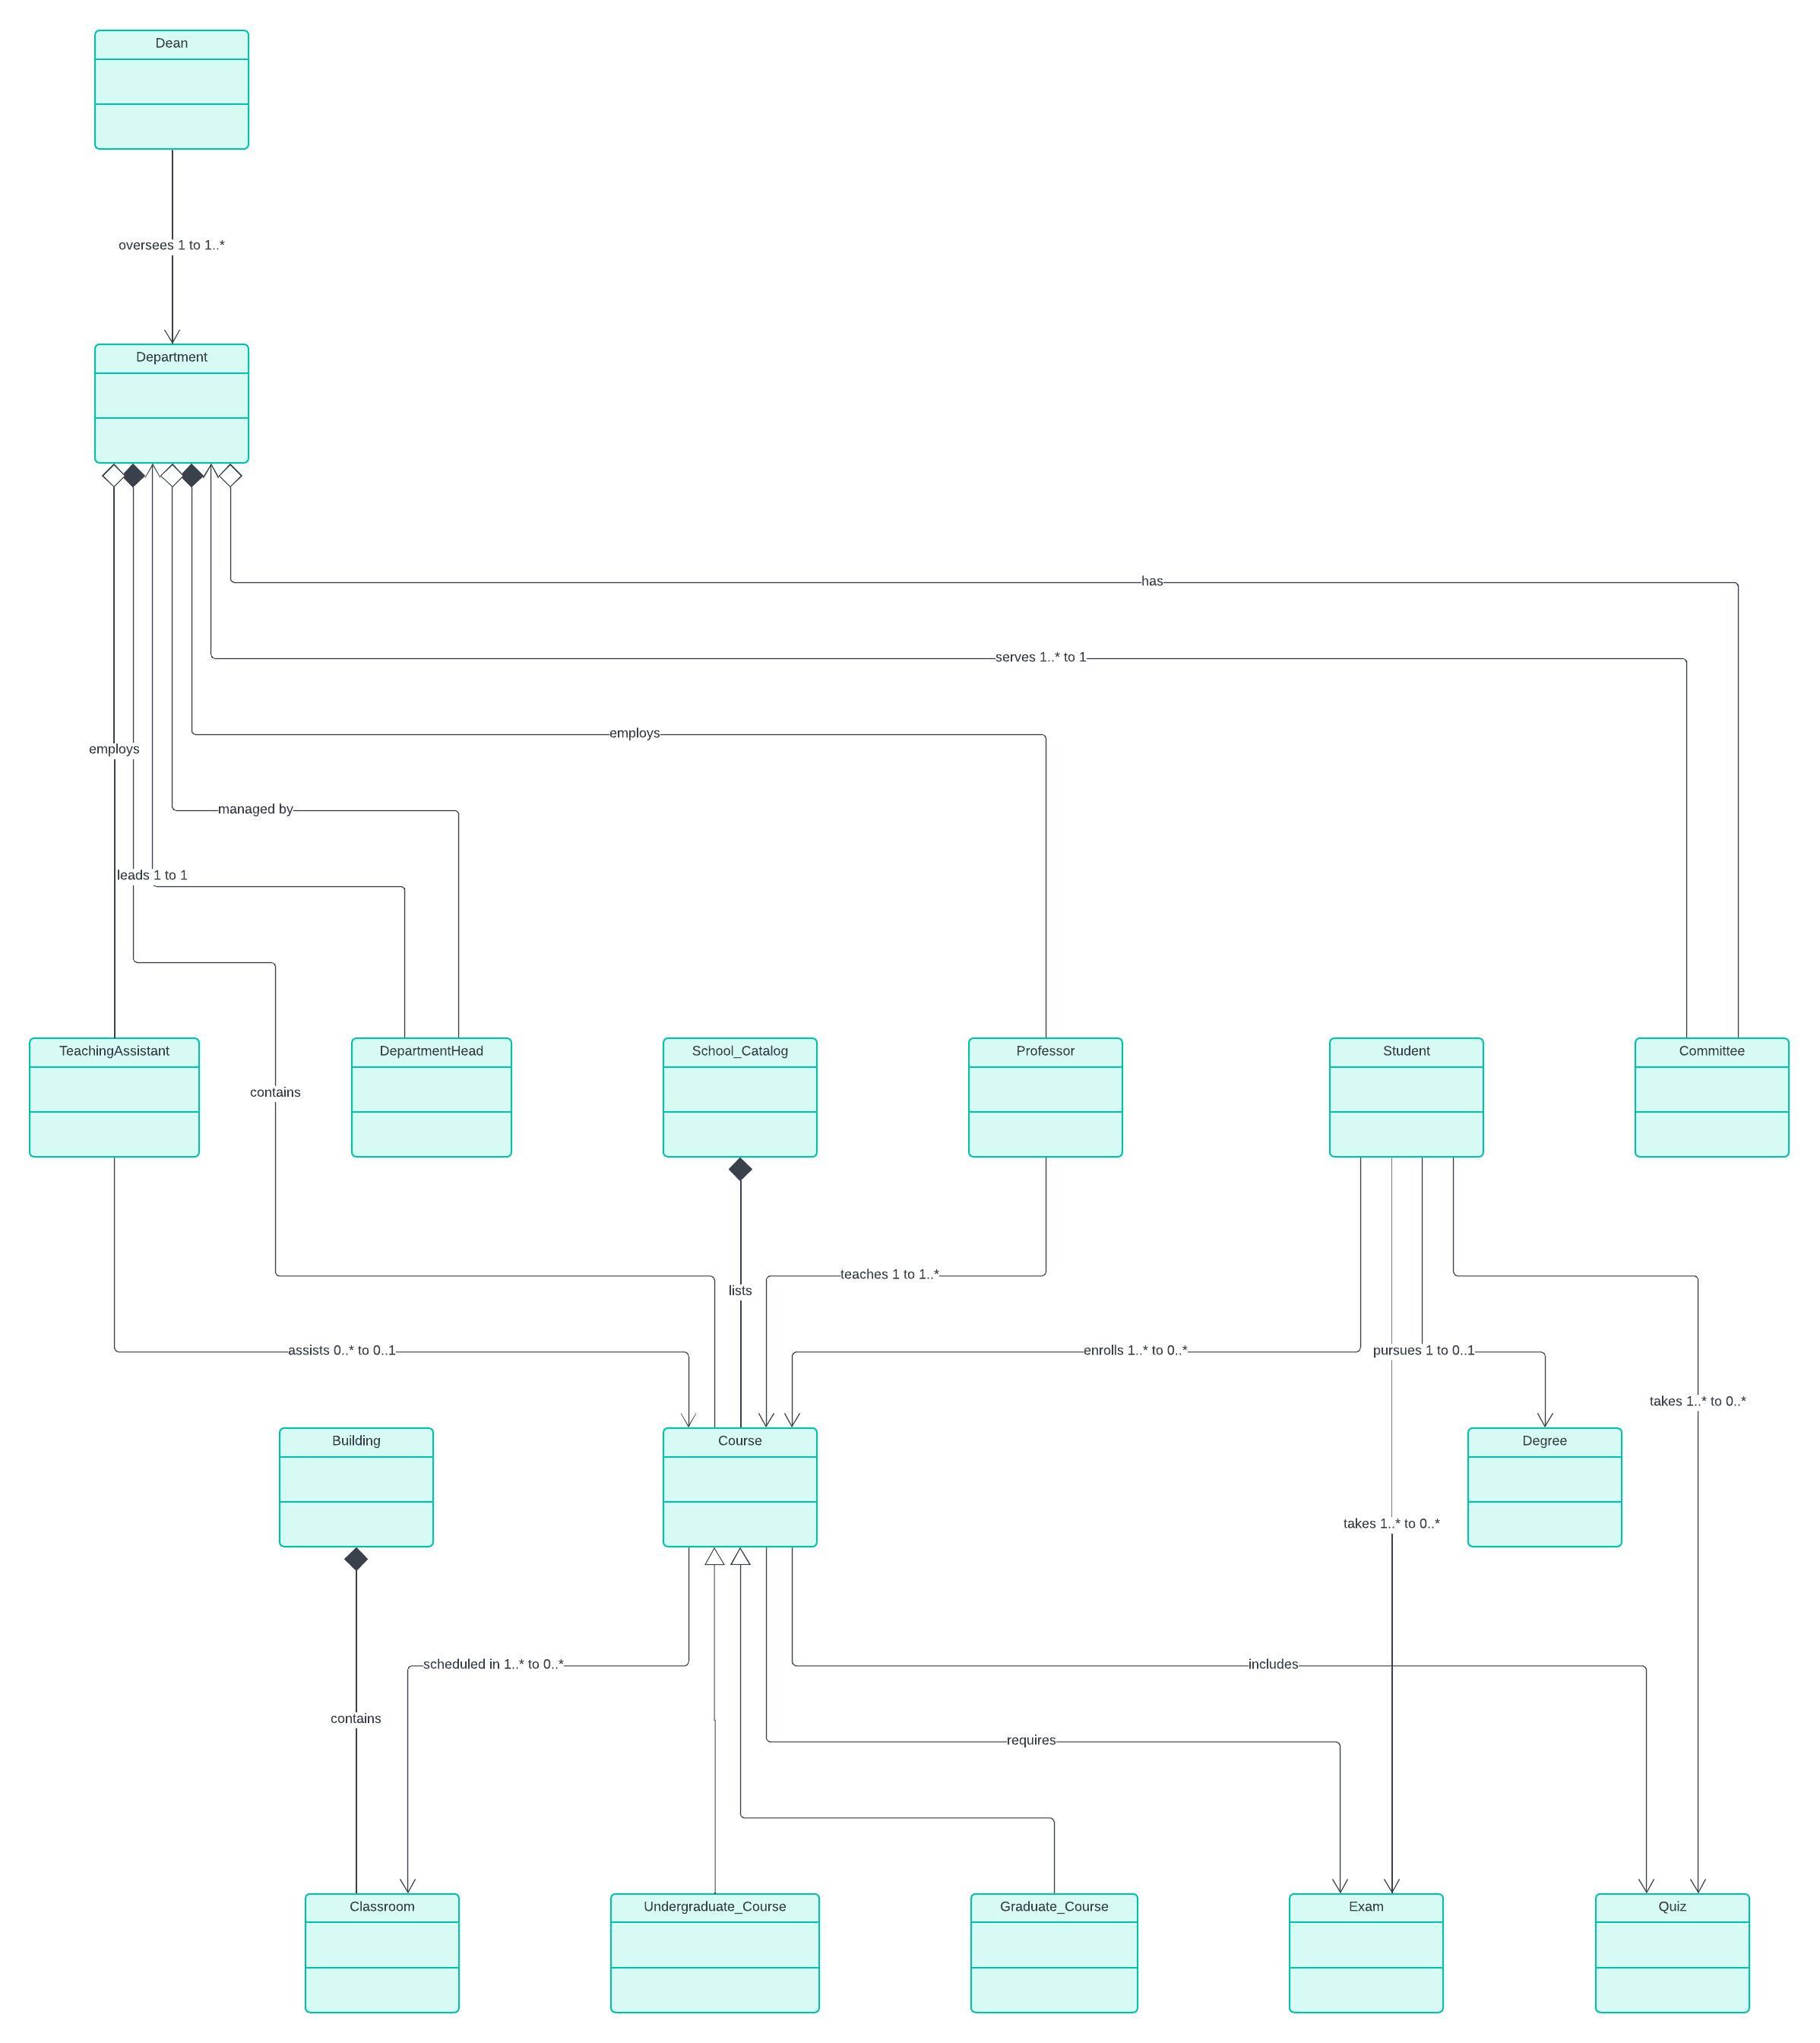 Dean
oversees 1 to 1..*
Department
has
serves 1..* to 1
employs
employs
managed by
leads 1 to 1
TeachingAssistant
DepartmentHead
School_Catalog
Professor
Student
Committee
contains
teaches 1 to 1..*
lists
assists 0..* to 0..1
enrolls 1..* to 0..*
pursues 1 to 0..1
takes 1..* to 0..*
Building
Course
Degree
takes 1..* to 0..*
scheduled in 1..* to 0..*
includes
contains
requires
Classroom
Undergraduate_Course
Graduate_Course
Exam
Quiz